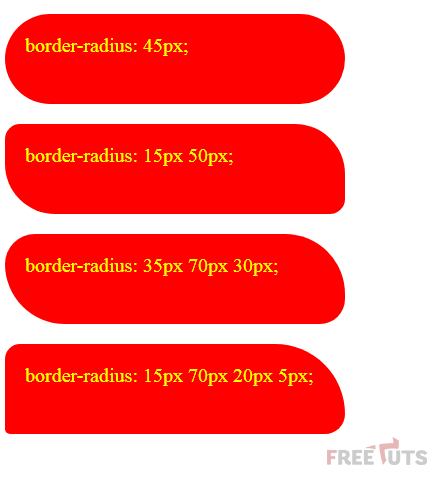 border-radius: 45px;
border-radius: 15px 50px;
border-radius: 35px 70px 30px;
border-radius: 15px 70px 20px 5px;
FREETUTS